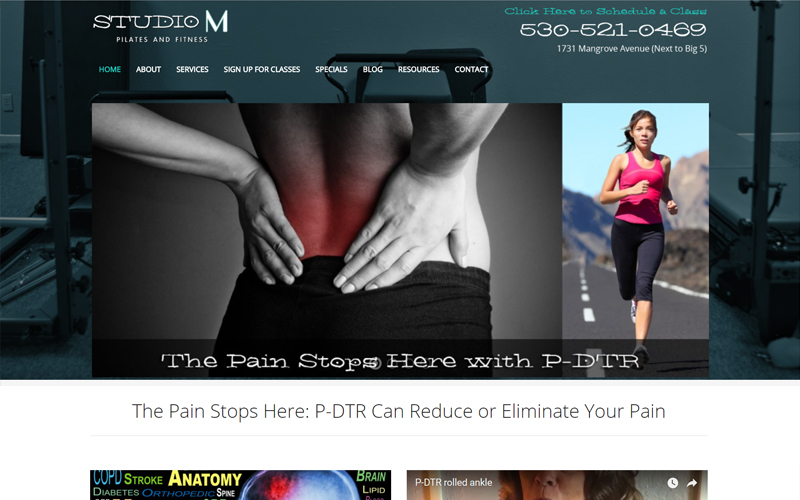 STUDIO M
PILATES AND FITNESS
Click Here to Schedule a Class
530-521-0469
1731 Mangrove Avenue (Next to Big 5)
HOME ABOUT SERVICES SIGN UP FOR CLASSES SPECIALS BLOG RESOURCES CONTACT
The Pain Stops Here with P-DTR
The Pain Stops Here: P-DTR Can Reduce or Eliminate Your Pain
COPD STROKE ANATOMY BRAIN
DIABETES ORTHOPEDIC SPINE LIPID
P-DTR rolled ankle